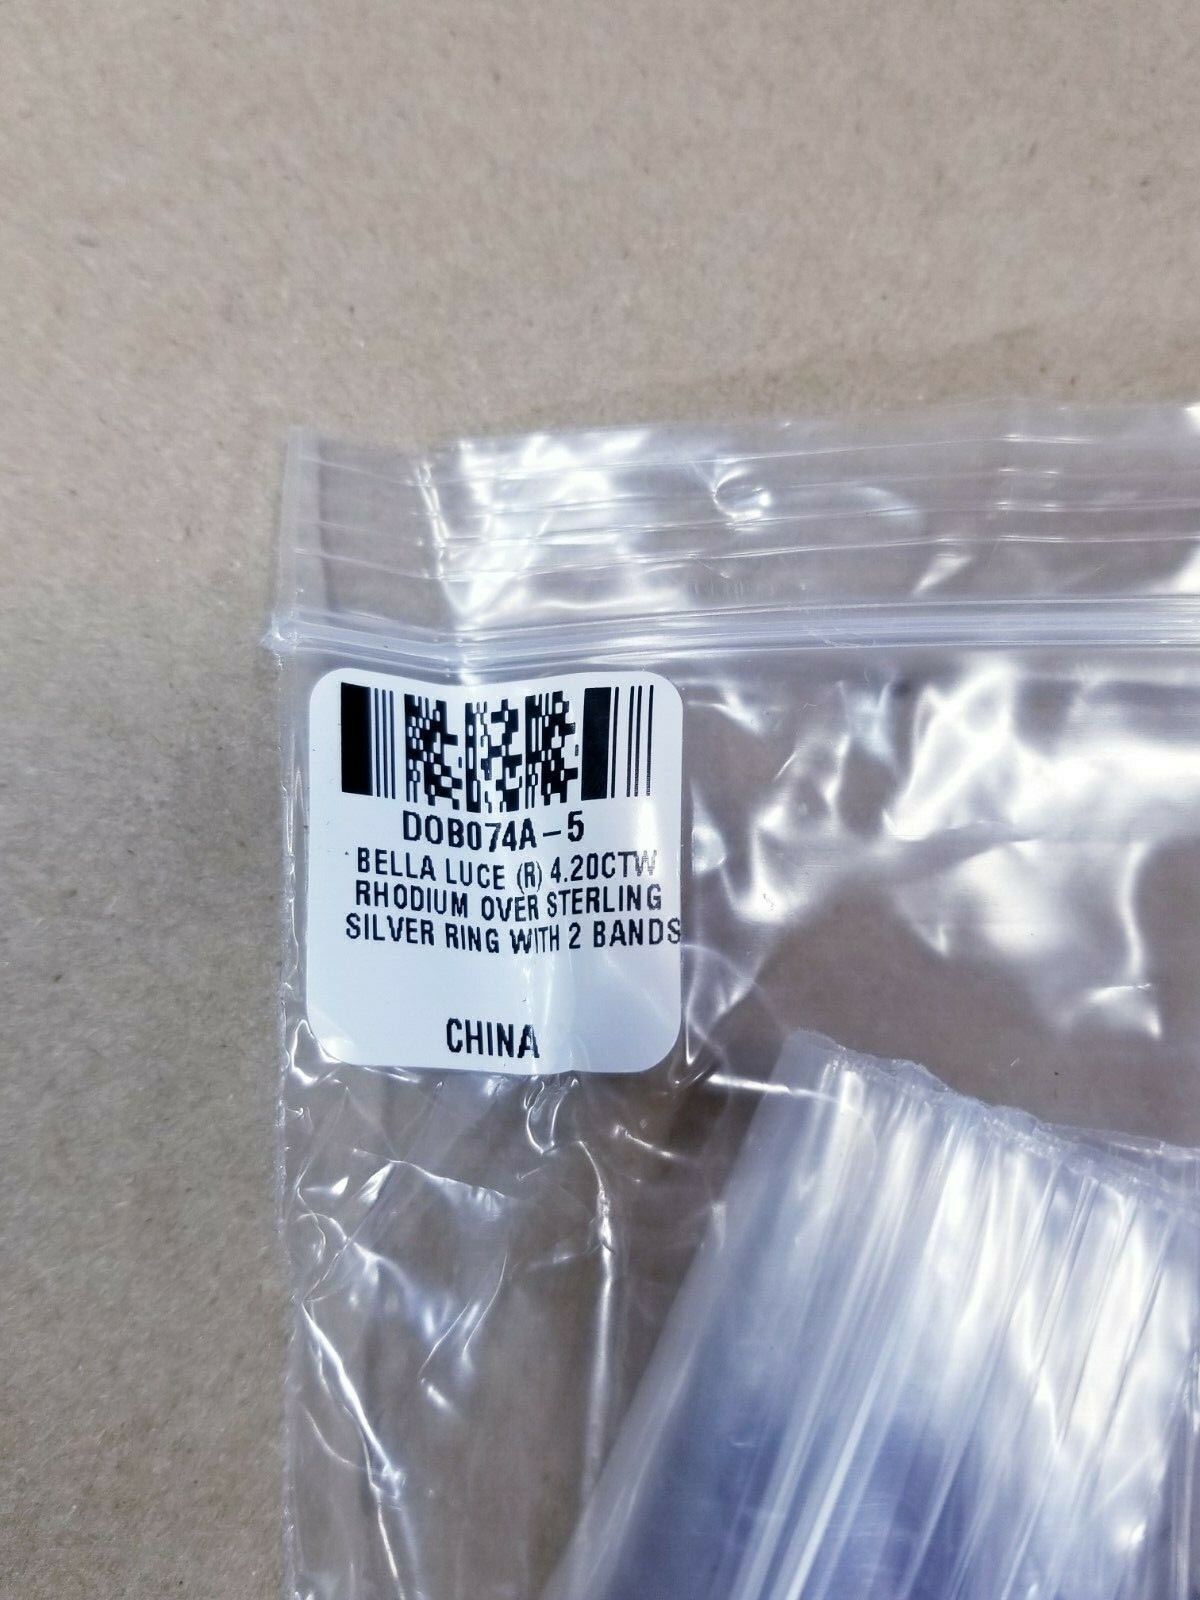 DOB074A-5
BELLA LUCE (R) 4.20CTW
RHODIUM OVER STERLING
SILVER RING WITH 2 BANDS
CHINA